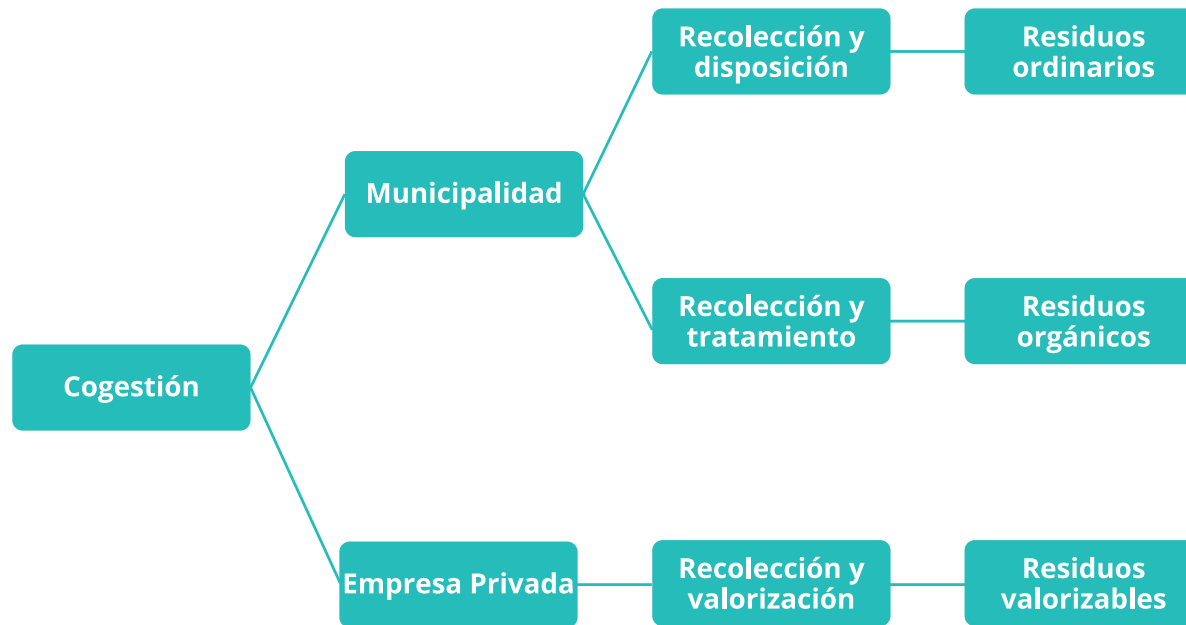 Recolección y
disposición
Residuos
ordinarios
Municipalidad
Recolección y
tratamiento
Residuos
orgánicos
Cogestión
Empresa Privada
Recolección y
valorización
Residuos
valorizables